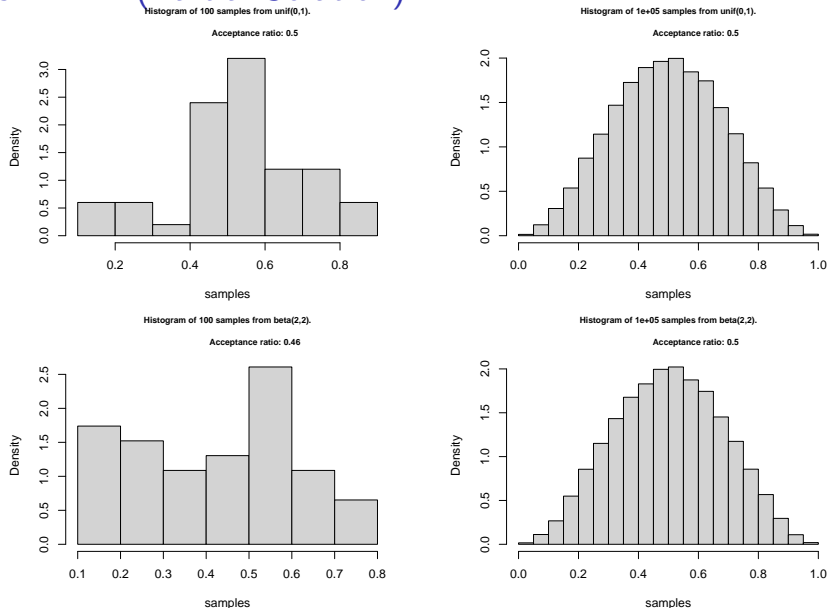 Histogram of 100 samples from unif(0,1).
Acceptance ratio: 0.5
Density
0.0 0.5 1.0 1.5 2.0 2.5 3.0
0.2 0.4 0.6 0.8
samples
Histogram of 1e+05 samples from unif(0,1).
Acceptance ratio: 0.5
Density
0.0 0.5 1.0 1.5 2.0
0.0 0.2 0.4 0.6 0.8 1.0
samples
Histogram of 100 samples from beta(2,2).
Acceptance ratio: 0.46
Density
0.0 0.5 1.0 1.5 2.0 2.5
0.1 0.2 0.3 0.4 0.5 0.6 0.7 0.8
samples
Histogram of 1e+05 samples from beta(2,2).
Acceptance ratio: 0.5
Density
0.0 0.5 1.0 1.5 2.0
0.0 0.2 0.4 0.6 0.8 1.0
samples